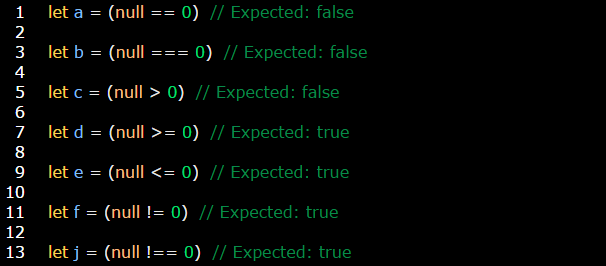 1 let a = (null == 0) // Expected: false
2
3 let b = (null === 0) // Expected: false
4
5 let c = (null > 0) // Expected: false
6
7 let d = (null >= 0) // Expected: true
8
9 let e = (null <= 0) // Expected: true
10
11 let f = (null != 0) // Expected: true
12
13 let j = (null !== 0) // Expected: true